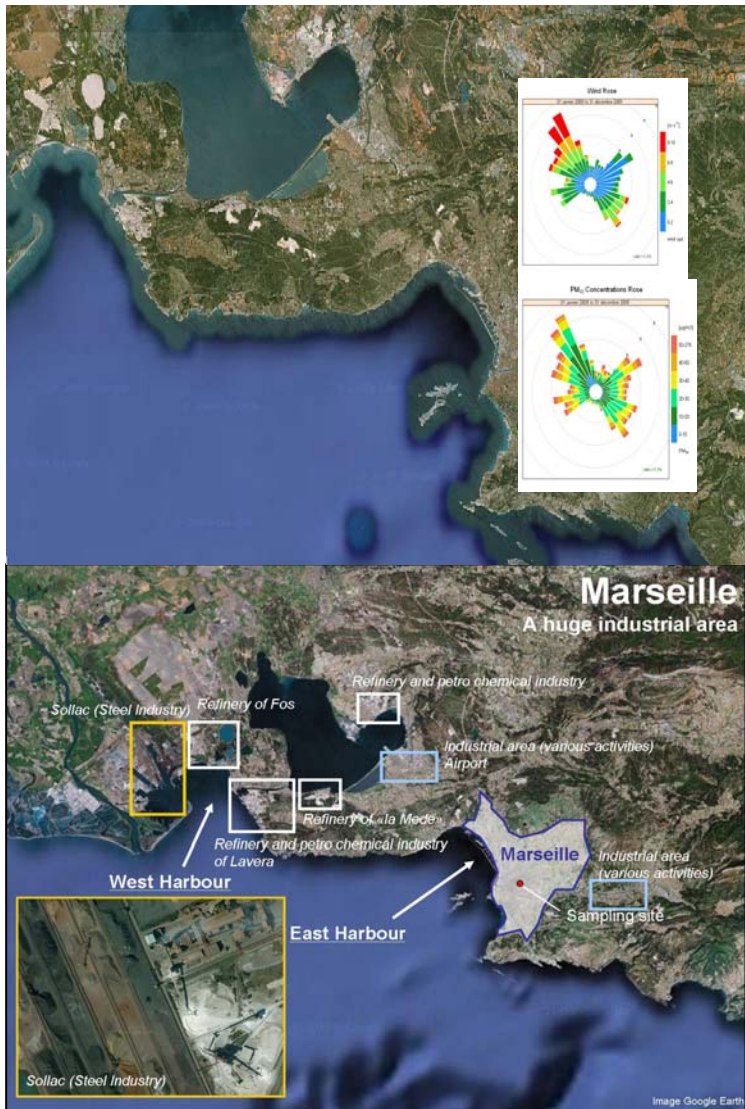 Wind Rose
PM10 Concentrations Rose
Marseille
A huge industrial area
Refinery and petro chemical industry
Refinery of Fos
Sollac (Steel Industry)
Industrial area (various activities)
Airport
Refinery of «la Mede»
Refinery and petro chemical industry
of Lavera
West Harbour
Marseille
Industrial area
(various activities)
East Harbour
Sampling site
Sollac (Steel Industry)
Image Google Earth